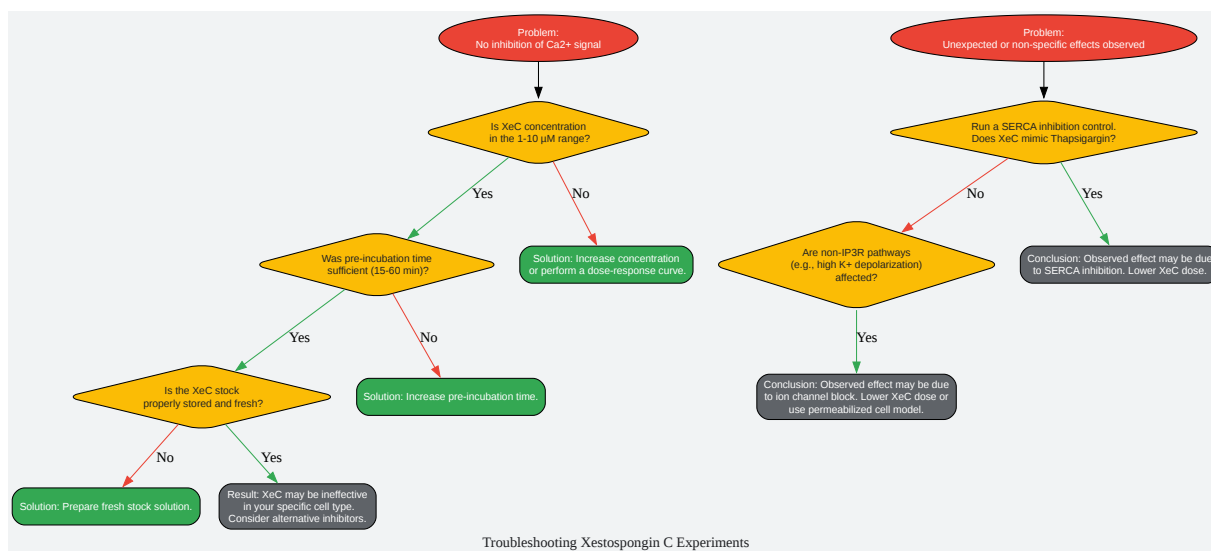 Problem:
No inhibition of Ca2+ signal
Problem:
Unexpected or non-specific effects observed
Is XeC concentration
in the 1-10 µM range?
Run a SERCA inhibition control.
Does XeC mimic Thapsigargin?
Yes
No
No
Yes
Was pre-incubation time
sufficient (15-60 min)?
Solution: Increase concentration
or perform a dose-response curve.
Are non-IP3R pathways
(e.g., high K+ depolarization)
affected?
Conclusion: Observed effect may be due
to SERCA inhibition. Lower XeC dose.
Yes
No
Yes
Is the XeC stock
properly stored and fresh?
Solution: Increase pre-incubation time.
Conclusion: Observed effect may be due
to ion channel block. Lower XeC dose or
use permeabilized cell model.
No
Yes
Solution: Prepare fresh stock solution.
Result: XeC may be ineffective
in your specific cell type.
Consider alternative inhibitors.
Troubleshooting Xestospongin C Experiments